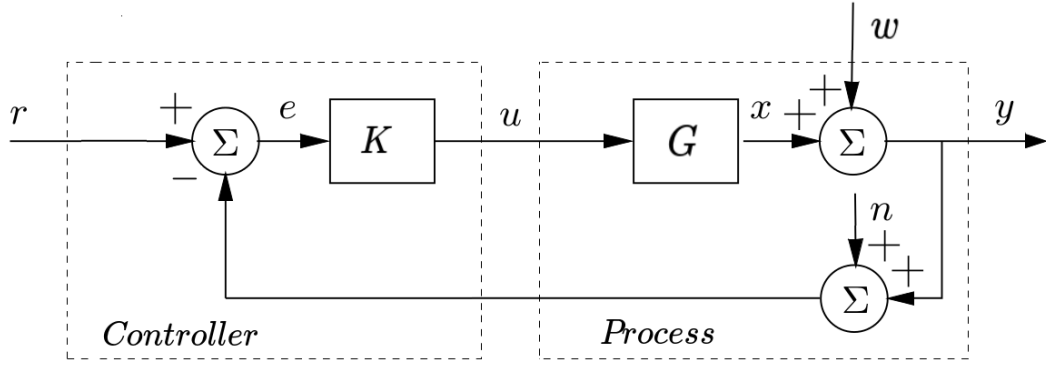 w
r + Σ e K u G x + + Σ y
−
n
+ +
Σ
Controller Process